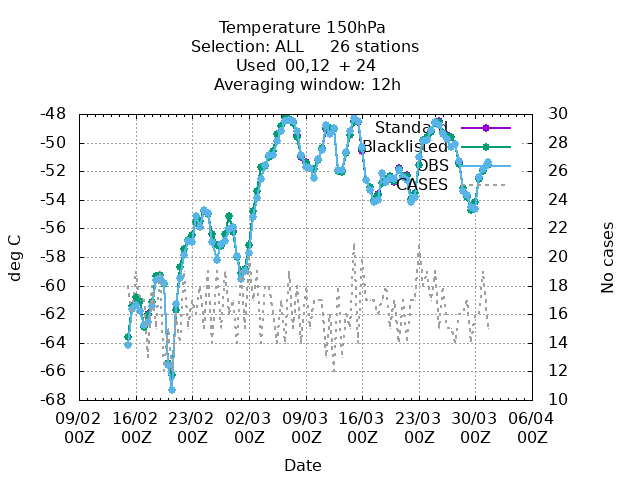 Temperature 150hPa
Selection: ALL 26 stations
Used 00,12 + 24
Averaging window: 12h
-48 30
Standard
-50 28
Blacklisted
-52 26
OBS
CASES
-54 24
-56 22
-58 20
-60 18
-62 16
-64 14
-66 12
-68 10
deg C
No cases
09/02 16/02 23/02 02/03 09/03 16/03 23/03 30/03 06/04
00Z 00Z 00Z 00Z 00Z 00Z 00Z 00Z 00Z
Date